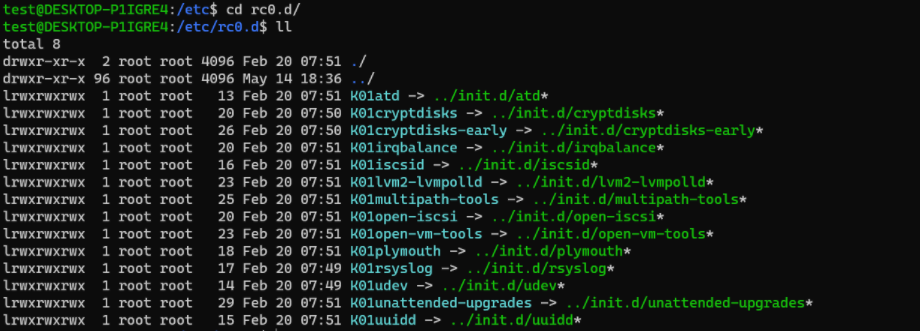 test@DESKTOP-P1IGRE4:/etc$ cd rc0.d/
test@DESKTOP-P1IGRE4:/etc/rc0.d$ ll
total 8
drwxr-xr-x  2 root root 4096 Feb 20 07:51 ./
drwxr-xr-x 96 root root 4096 May 14 18:36 ../
lrwxrwxrwx  1 root root   13 Feb 20 07:51 K01atd -> ../init.d/atd*
lrwxrwxrwx  1 root root   20 Feb 20 07:50 K01cryptdisks -> ../init.d/cryptdisks*
lrwxrwxrwx  1 root root   26 Feb 20 07:50 K01cryptdisks-early -> ../init.d/cryptdisks-early*
lrwxrwxrwx  1 root root   20 Feb 20 07:51 K01irqbalance -> ../init.d/irqbalance*
lrwxrwxrwx  1 root root   16 Feb 20 07:51 K01iscsid -> ../init.d/iscsid*
lrwxrwxrwx  1 root root   23 Feb 20 07:51 K01lvm2-lvmpolld -> ../init.d/lvm2-lvmpolld*
lrwxrwxrwx  1 root root   25 Feb 20 07:51 K01multipath-tools -> ../init.d/multipath-tools*
lrwxrwxrwx  1 root root   20 Feb 20 07:51 K01open-iscsi -> ../init.d/open-iscsi*
lrwxrwxrwx  1 root root   23 Feb 20 07:51 K01open-vm-tools -> ../init.d/open-vm-tools*
lrwxrwxrwx  1 root root   18 Feb 20 07:51 K01plymouth -> ../init.d/plymouth*
lrwxrwxrwx  1 root root   17 Feb 20 07:49 K01rsyslog -> ../init.d/rsyslog*
lrwxrwxrwx  1 root root   14 Feb 20 07:49 K01udev -> ../init.d/udev*
lrwxrwxrwx  1 root root   29 Feb 20 07:51 K01unattended-upgrades -> ../init.d/unattended-upgrades*
lrwxrwxrwx  1 root root   15 Feb 20 07:51 K01uuidd -> ../init.d/uuidd*